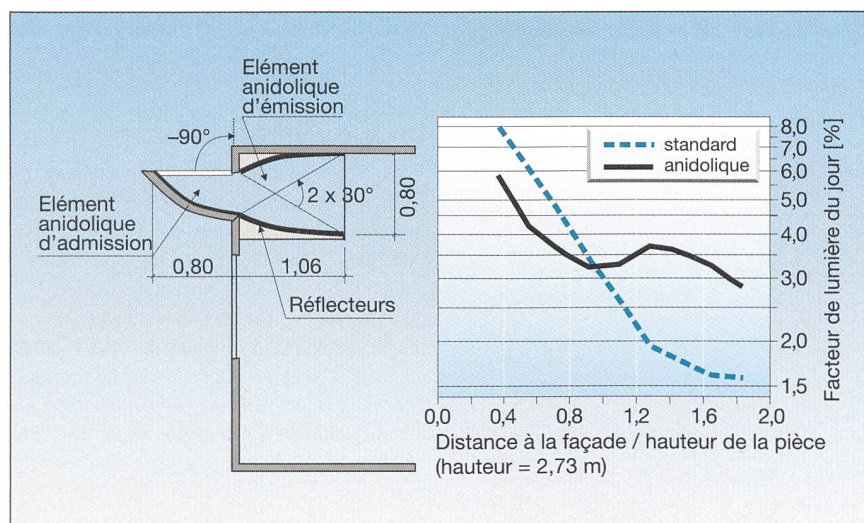 Elément
anidolique
d'émission
–90°
2 x 30°
0,80
Elément
anidolique
d'admission
0,80
1,06
Réflecteurs
standard
anidolique
8,0
7,0
6,0
5,0
4,0
3,0
2,0
1,5
Facteur de lumière du jour [%]
0,0
0,4
0,8
1,2
1,6
2,0
Distance à la façade / hauteur de la pièce
(hauteur = 2,73 m)